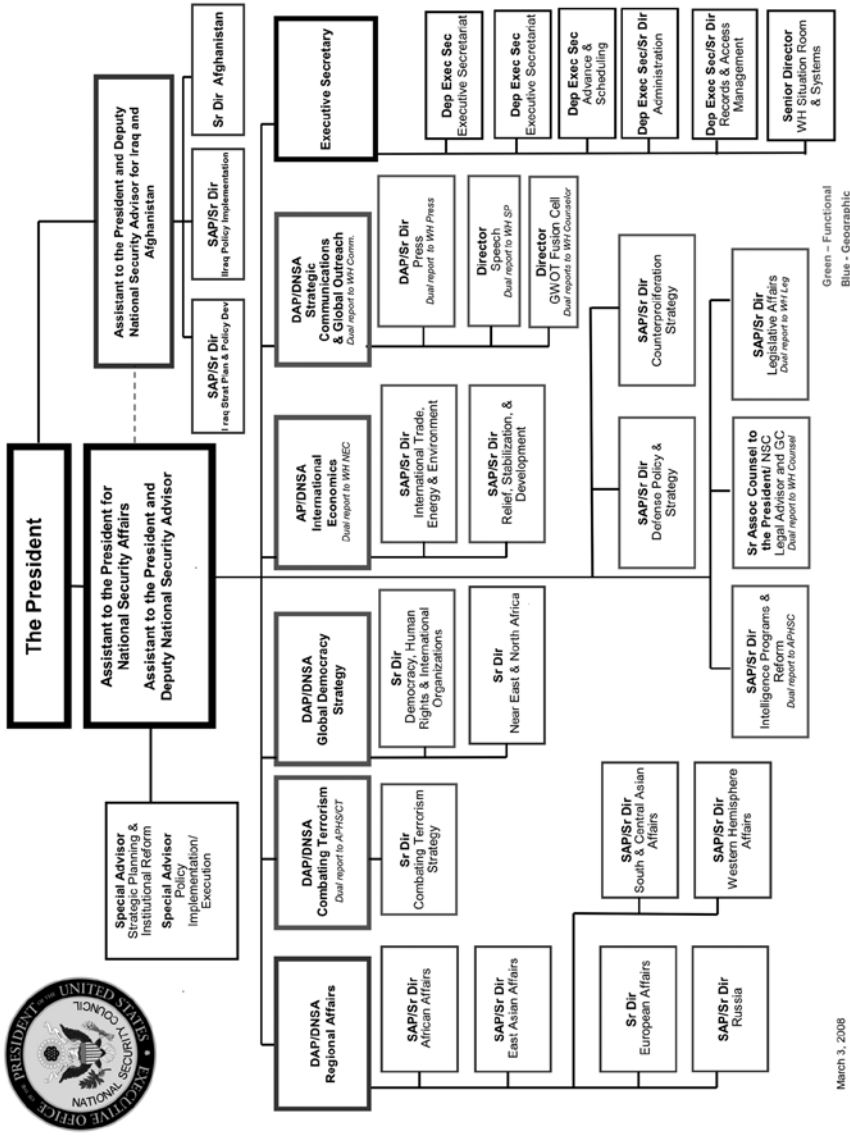 OFFICE OF THE PRESIDENT OF THE UNITED STATES • EXECUTIVE
NATIONAL SECURITY COUNCIL
The President
Assistant to the President for
National Security Affairs
Assistant to the President and
Deputy National Security Advisor
Special Advisor
Strategic Planning &
Institutional Reform
Special Advisor
Policy
Implementation/
Execution
Assistant to the President and Deputy
National Security Advisor for Iraq and
Afghanistan
SAP/Sr Dir
I raq Strat Plan & Policy Dev
SAP/Sr Dir
IIraq Policy Implementation
Sr Dir Afghanistan
DAP/DNSA
Regional Affairs
SAP/Sr Dir
African Affairs
SAP/Sr Dir
East Asian Affairs
Sr Dir
European Affairs
SAP/Sr Dir
Russia
SAP/Sr Dir
South & Central Asian
Affairs
SAP/Sr Dir
Western Hemisphere
Affairs
DAP/DNSA
Combating Terrorism
Dual report to APHS/CT
Sr Dir
Combating Terrorism
Strategy
DAP/DNSA
Global Democracy
Strategy
Sr Dir
Democracy, Human
Rights & International
Organizations
Sr Dir
Near East & North Africa
AP/DNSA
International
Economics
Dual report to WH NEC
SAP/Sr Dir
International Trade,
Energy & Environment
SAP/Sr Dir
Relief, Stabilization, &
Development
DAP/DNSA
Strategic
Communications
& Global Outreach
Dual report to WH Comm.
DAP/Sr Dir
Press
Dual report to WH Press
Director
Speech
Dual report to WH SP
Director
GWOT Fusion Cell
Dual reports to WH Counselor
Executive Secretary
Dep Exec Sec
Executive Secretariat
Dep Exec Sec
Executive Secretariat
Dep Exec Sec
Advance &
Scheduling
Dep Exec Sec/Sr Dir
Administration
Dep Exec Sec/Sr Dir
Records & Access
Management
Senior Director
WH Situation Room
& Systems
SAP/Sr Dir
Defense Policy &
Strategy
SAP/Sr Dir
Counterproliferation
Strategy
SAP/Sr Dir
Intelligence Programs &
Reform
Dual report to APHSC
Sr Assoc Counsel to
the President/ NSC
Legal Advisor and GC
Dual report to WH Counsel
SAP/Sr Dir
Legislative Affairs
Dual report to WH Leg
Green – Functional
Blue - Geographic
March 3, 2008